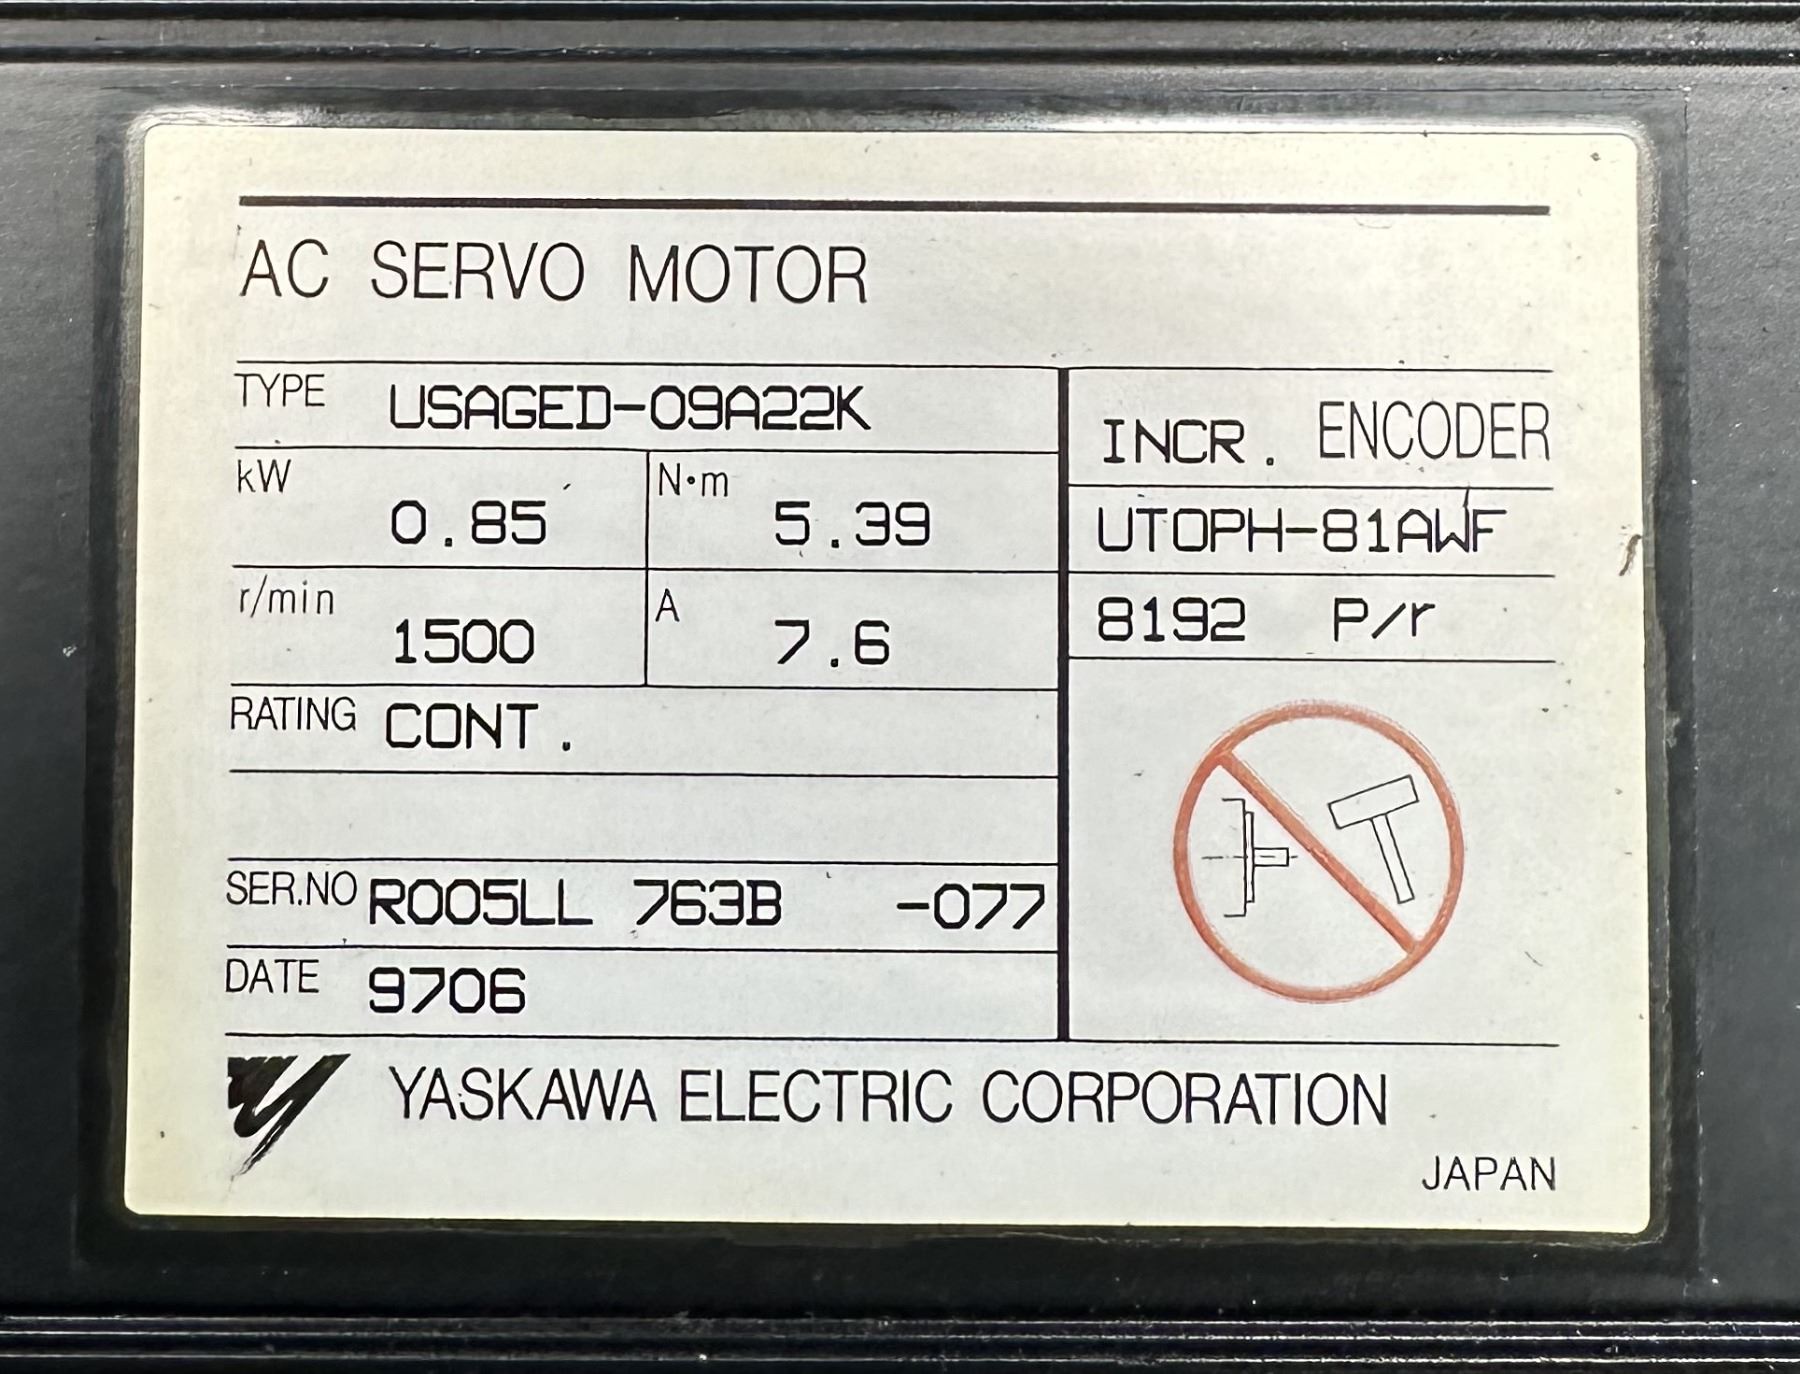 AC SERVO MOTOR
TYPE USAGED-09A22K
kW 0.85 N·m 5.39
r/min 1500 A 7.6
RATING CONT.
SER.NO R005LL 763B -077
DATE 9706
INCR. ENCODER
UTOPH-81AWF
8192 P/r
YASKAWA ELECTRIC CORPORATION
JAPAN